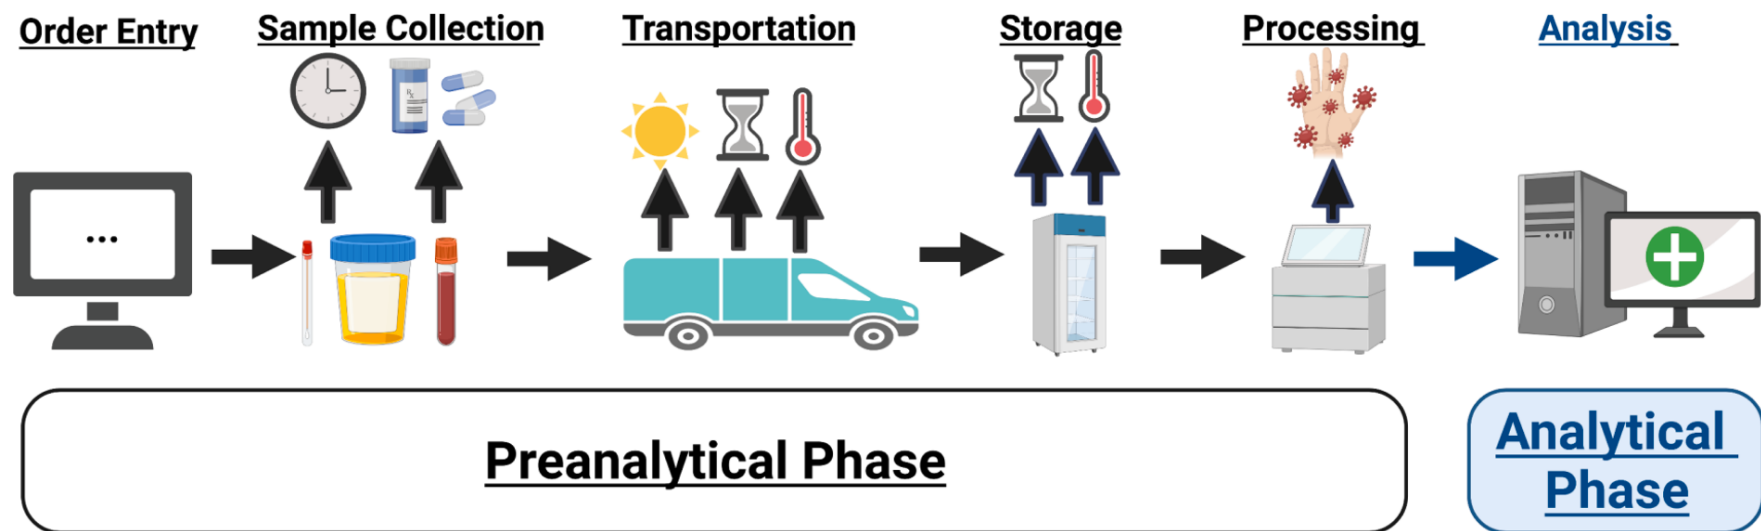 Order Entry
Sample Collection
Transportation
Storage
Processing
Analysis
...
Preanalytical Phase
Analytical
Phase